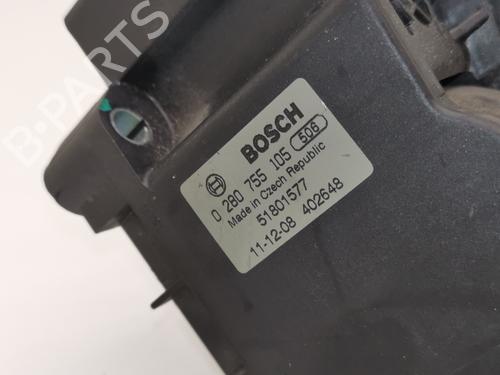 B-PARTS
BOSCH
0 280 755 105 506
Made in Czech Republic
51801577
11-12-08 402648